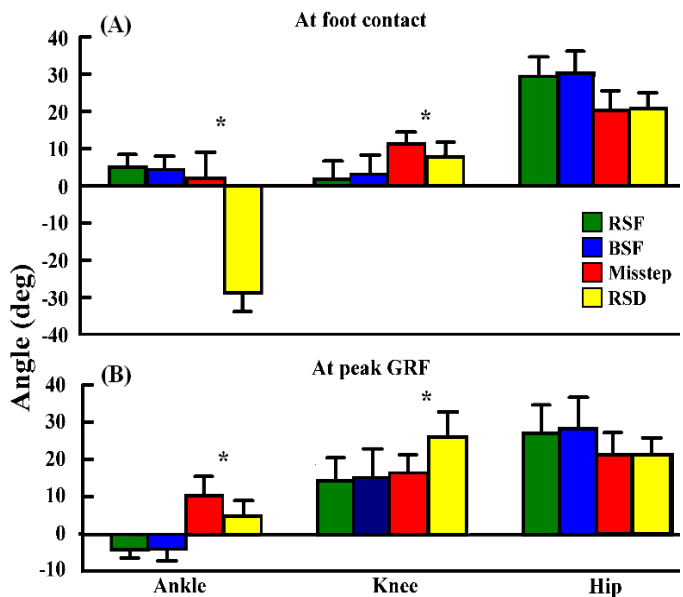 (A) At foot contact
40
30
20
10
0
-10
-20
-30
-40
* *
RSF
BSF
Misstep
RSD
Angle (deg)
(B) At peak GRF
40
30
20
10
0
-10
* *
Ankle Knee Hip